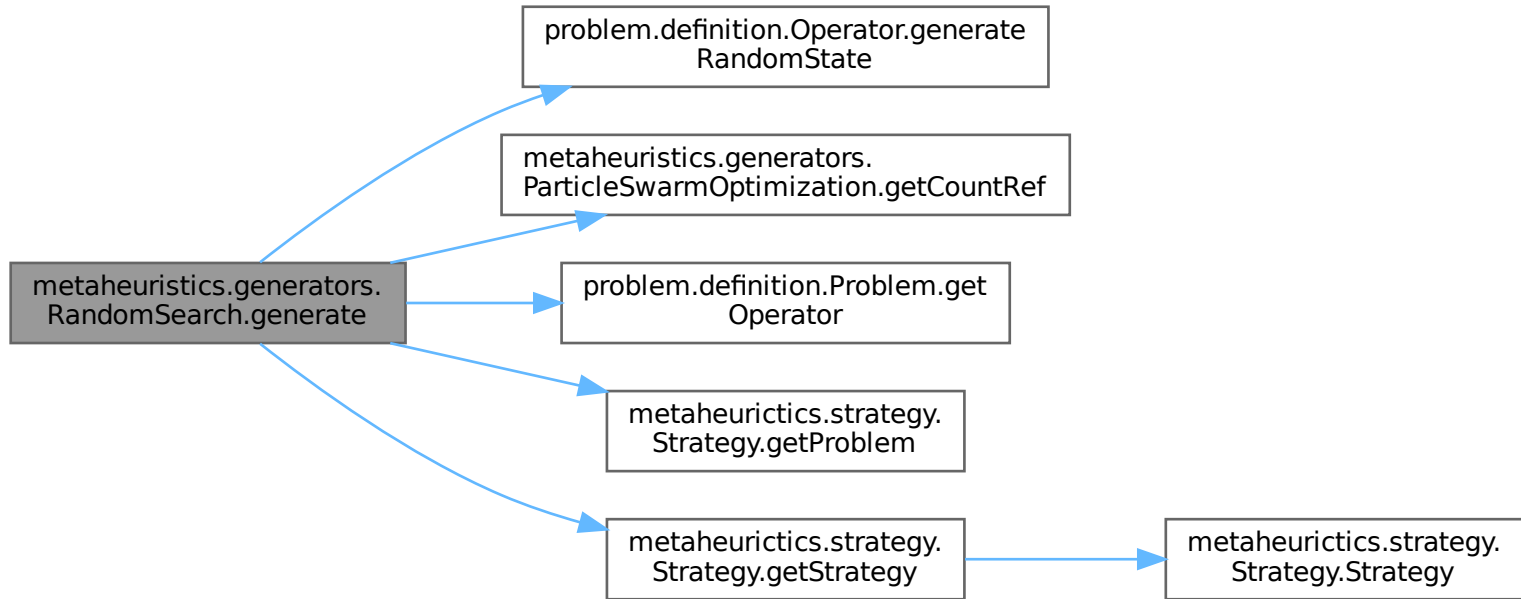 problem.definition.Operator.generate
RandomState
metaheuristics.generators.
ParticleSwarmOptimization.getCountRef
metaheuristics.generators.
RandomSearch.generate
problem.definition.Problem.get
Operator
metaheurictics.strategy.
Strategy.getProblem
metaheurictics.strategy.
Strategy.getStrategy
metaheurictics.strategy.
Strategy.Strategy